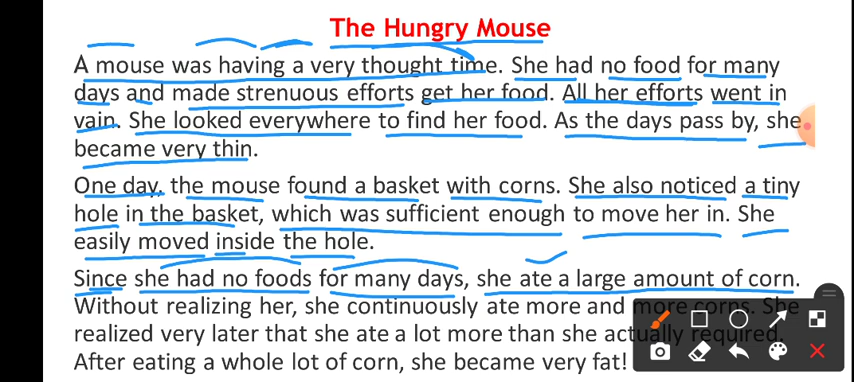 The Hungry Mouse
A mouse was having a very thought time. She had no food for many
days and made strenuous efforts get her food. All her efforts went in
vain. She looked everywhere to find her food. As the days pass by, she
became very thin.
One day, the mouse found a basket with corns. She also noticed a tiny
hole in the basket, which was sufficient enough to move her in. She
easily moved inside the hole.
Since she had no foods for many days, she ate a large amount of corn.
Without realizing her, she continuously ate more and more corns. She
realized very later that she ate a lot more than she actually required.
After eating a whole lot of corn, she became very fat!